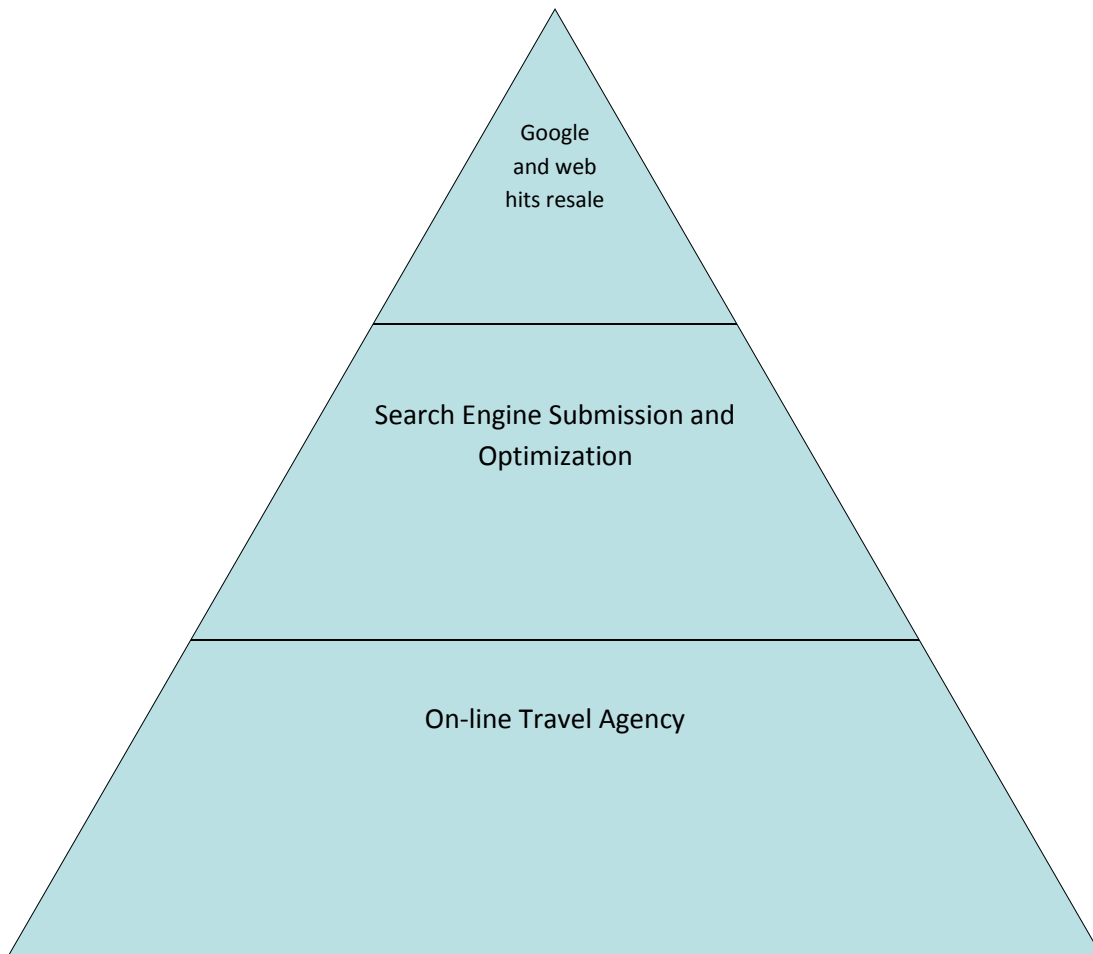 Google
and web
hits resale
Search Engine Submission and
Optimization
On-line Travel Agency